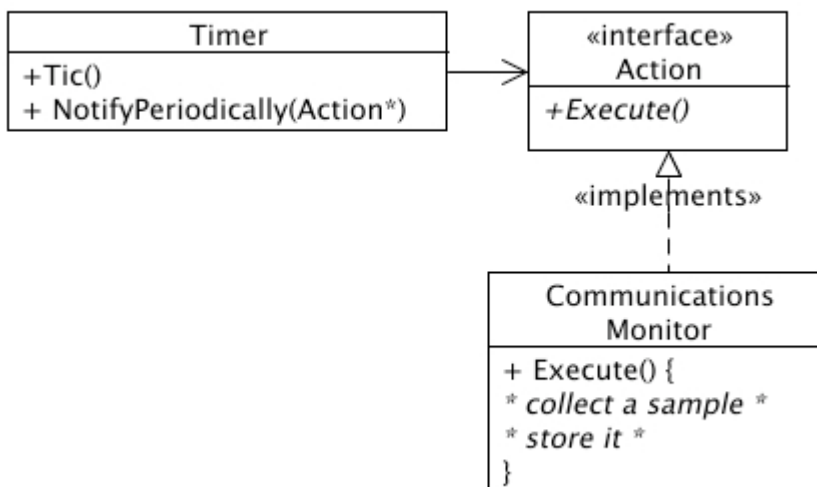 Timer
+Tic()
+ NotifyPeriodically(Action*)
«interface»
Action
+Execute()
«implements»
Communications
Monitor
+ Execute() {
* collect a sample *
* store it *
}